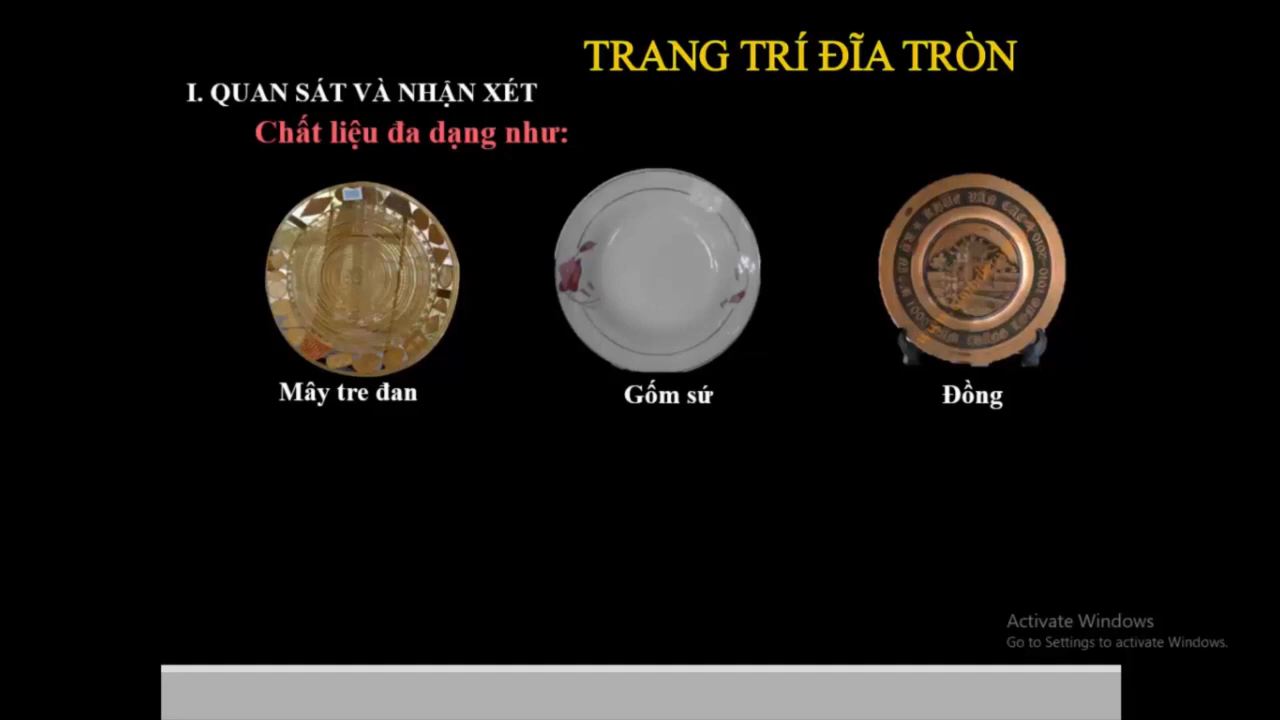 TRANG TRÍ ĐĨA TRÒN
I. QUAN SÁT VÀ NHẬN XÉT
Chất liệu đa dạng như:
Mây tre đan
Gốm sứ
Đồng
Activate Windows
Go to Settings to activate Windows.